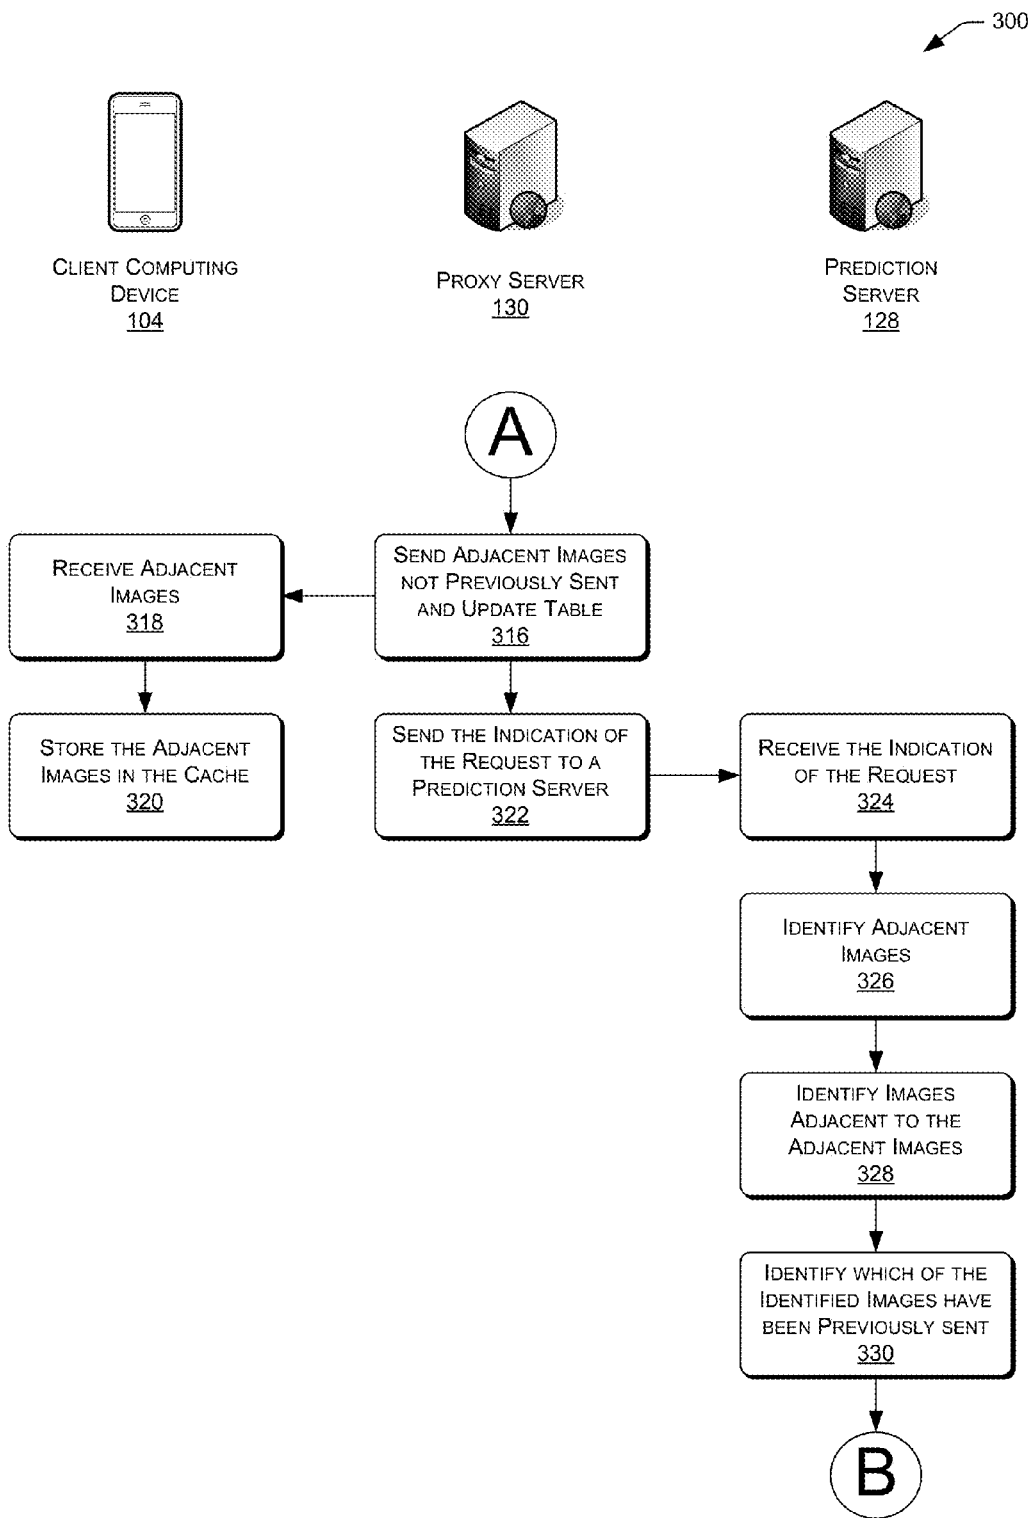 300
CLIENT COMPUTING
DEVICE
104
PROXY SERVER
130
PREDICTION
SERVER
128
A
RECEIVE ADJACENT
IMAGES
318
SEND ADJACENT IMAGES
NOT PREVIOUSLY SENT
AND UPDATE TABLE
316
STORE THE ADJACENT
IMAGES IN THE CACHE
320
SEND THE INDICATION OF
THE REQUEST TO A
PREDICTION SERVER
322
RECEIVE THE INDICATION
OF THE REQUEST
324
IDENTIFY ADJACENT
IMAGES
326
IDENTIFY IMAGES
ADJACENT TO THE
ADJACENT IMAGES
328
IDENTIFY WHICH OF THE
IDENTIFIED IMAGES HAVE
BEEN PREVIOUSLY SENT
330
B